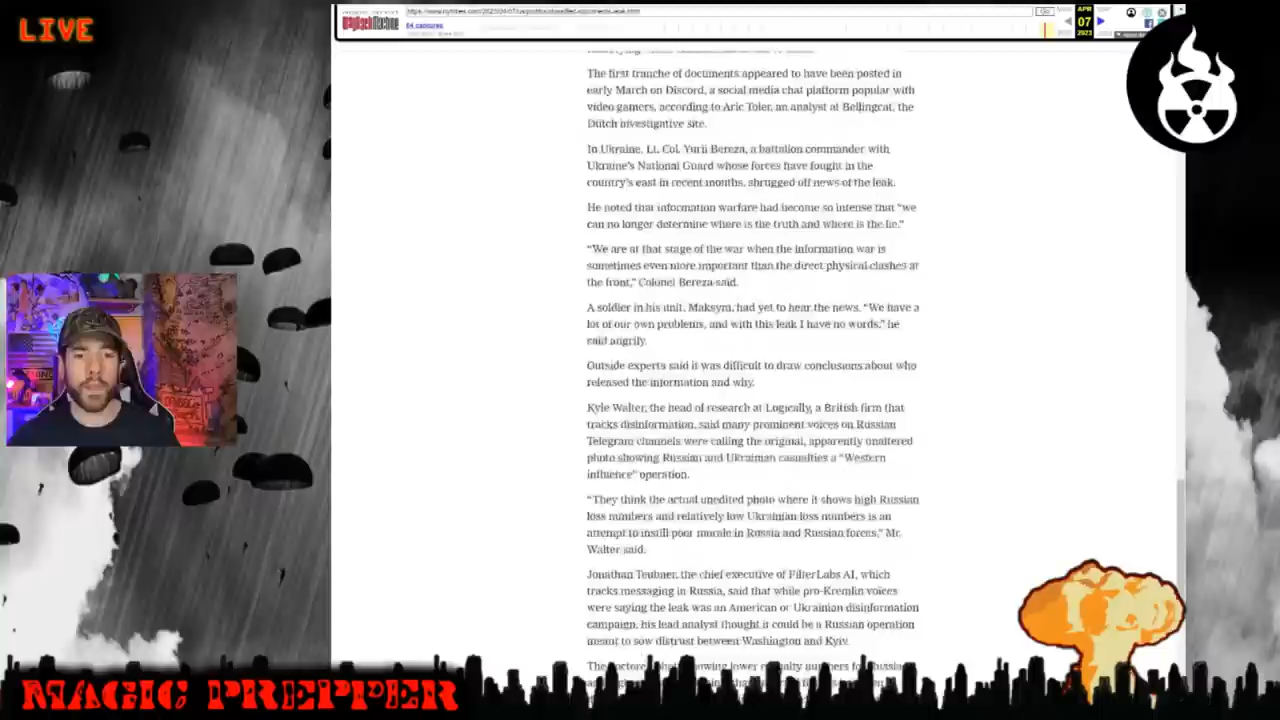 LIVE
64 captures
Go
APR
07
2023
The first tranche of documents appeared to have been posted in
early March on Discord, a social media chat platform popular with
video gamers, according to Aric Toler, an analyst at Bellingcat, the
Dutch investigative site.
In Ukraine, Lt. Col. Yurii Bereza, a battalion commander with
Ukraine's National Guard whose forces have fought in the
country's east in recent months, shrugged off news of the leak.
He noted that information warfare had become so intense that “we
can no longer determine where is the truth and where is the lie.”
“We are at that stage of the war when the information war is
sometimes even more important than the direct physical clashes at
the front,” Colonel Bereza said.
A soldier in his unit, Maksym, had yet to hear the news. “We have a
lot of our own problems, and with this leak I have no words,” he
said angrily.
Outside experts said it was difficult to draw conclusions about who
released the information and why.
Kyle Walter, the head of research at Logically, a British firm that
tracks disinformation, said many prominent voices on Russian
Telegram channels were calling the original, apparently unaltered
photo showing Russian and Ukrainian casualties a “Western
influence” operation.
“They think the actual unedited photo where it shows high Russian
loss numbers and relatively low Ukrainian loss numbers is an
attempt to instill poor morale in Russia and Russian forces,” Mr.
Walter said.
Jonathan Teubner, the chief executive of FilterLabs AI, which
tracks messaging in Russia, said that while pro-Kremlin voices
were saying the leak was an American or Ukrainian disinformation
campaign, his lead analyst thought it could be a Russian operation
meant to sow distrust between Washington and Kyiv.
MAGIC PREPPER